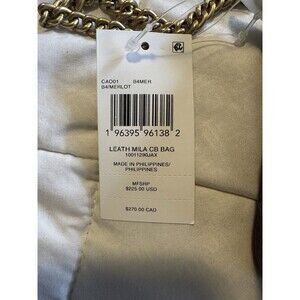 CAO01 B4MER
B4/MERLOT
1 96395 96138 2
LEATH MILA CB BAG
1001129GJAX
MADE IN PHILIPPINES/
PHILIPPINES
MFSRP
$225.00 USD
$270.00 CAD